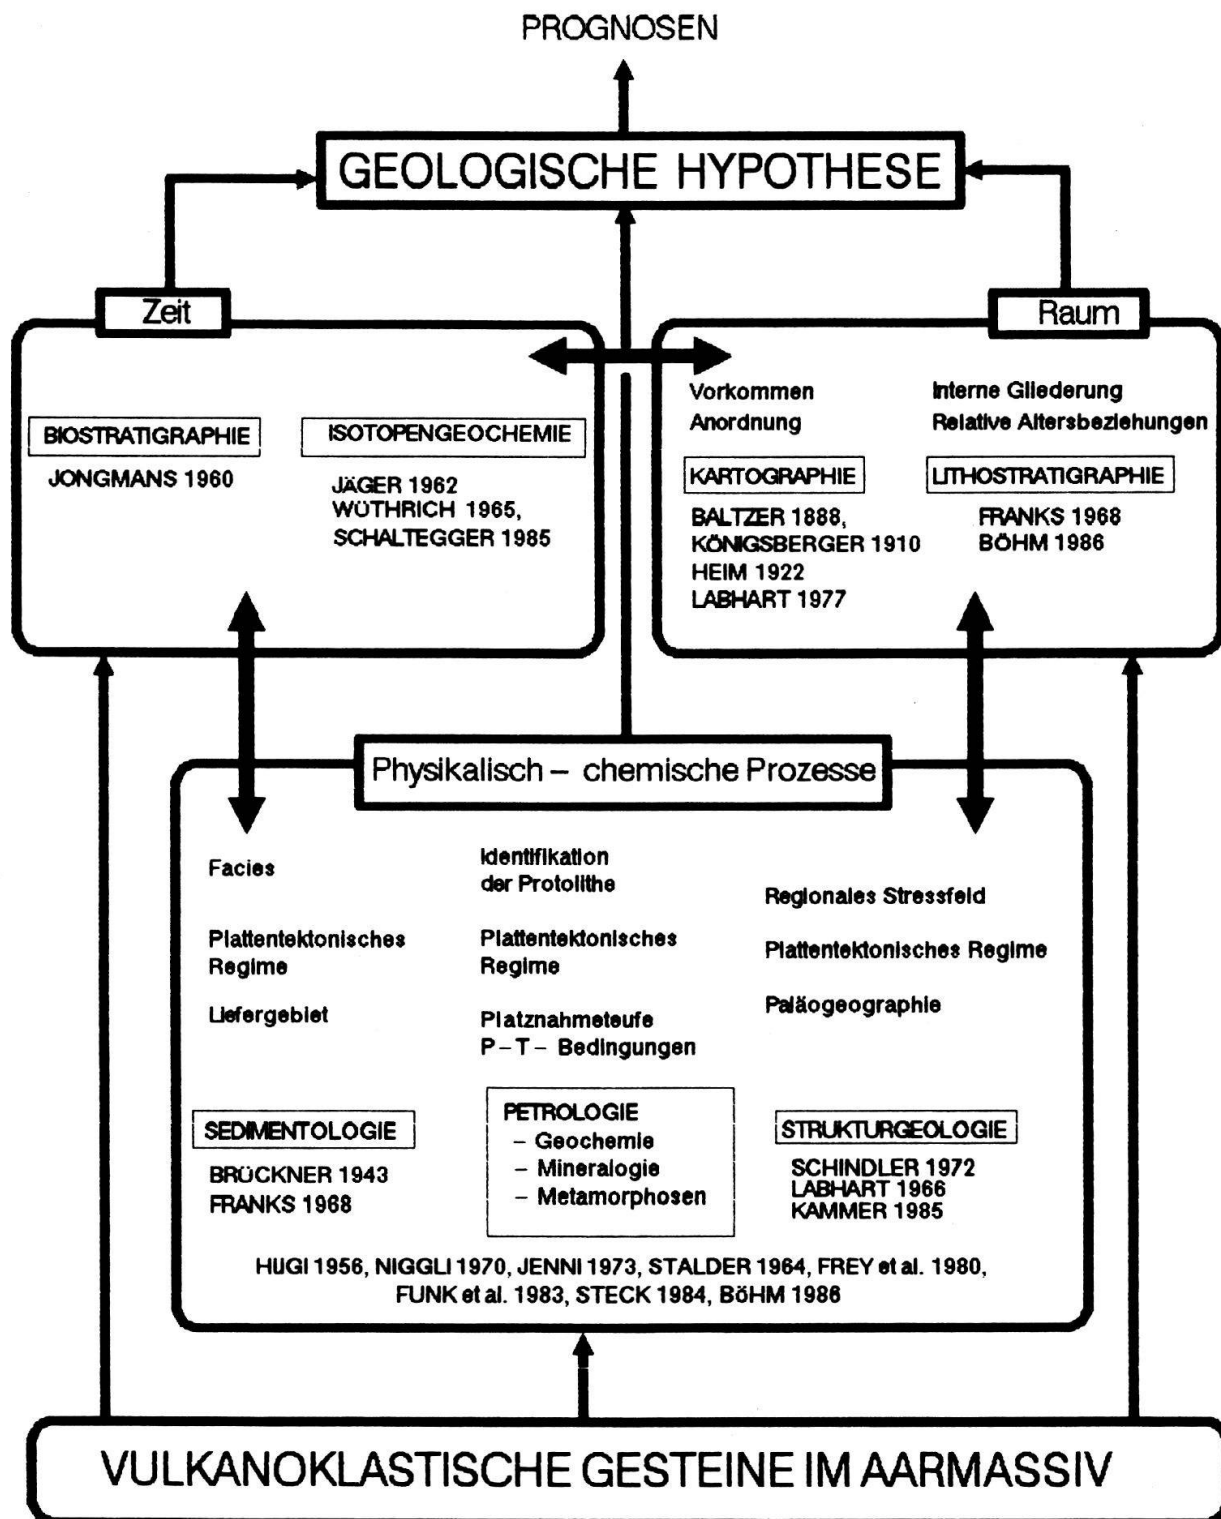 PROGNOSEN
GEOLOGISCHE HYPOTHESE
Zeit
BIOSTRATIGRAPHIE
JONGMANS 1960
ISOTOPENGEOCHEMIE
JÄGER 1962
WÜTHRICH 1965,
SCHALTEGGER 1985
Raum
Vorkommen
Anordnung
KARTOGRAPHIE
BALTZER 1888,
KÖNIGSBERGER 1910
HEIM 1922
LABHART 1977
Interne Gliederung
Relative Altersbeziehungen
LITHOSTRATIGRAPHIE
FRANKS 1968
BÖHM 1986
Physikalisch – chemische Prozesse
Facies
Plattentektonisches
Regime
Liefergebiet
SEDIMENTOLOGIE
BRÜCKNER 1943
FRANKS 1968
Identifikation
der Protolithe
Plattentektonisches
Regime
Platznahmeteufe
P – T – Bedingungen
PETROLOGIE
– Geochemie
– Mineralogie
– Metamorphosen
Regionales Stressfeld
Plattentektonisches Regime
Paläogeographie
STRUKTURGEOLOGIE
SCHINDLER 1972
LABHART 1966
KAMMER 1985
HUGI 1956, NIGGLI 1970, JENNI 1973, STALDER 1964, FREY et al. 1980,
FUNK et al. 1983, STECK 1984, BöHM 1986
VULKANOKLASTISCHE GESTEINE IM AARMASSIV